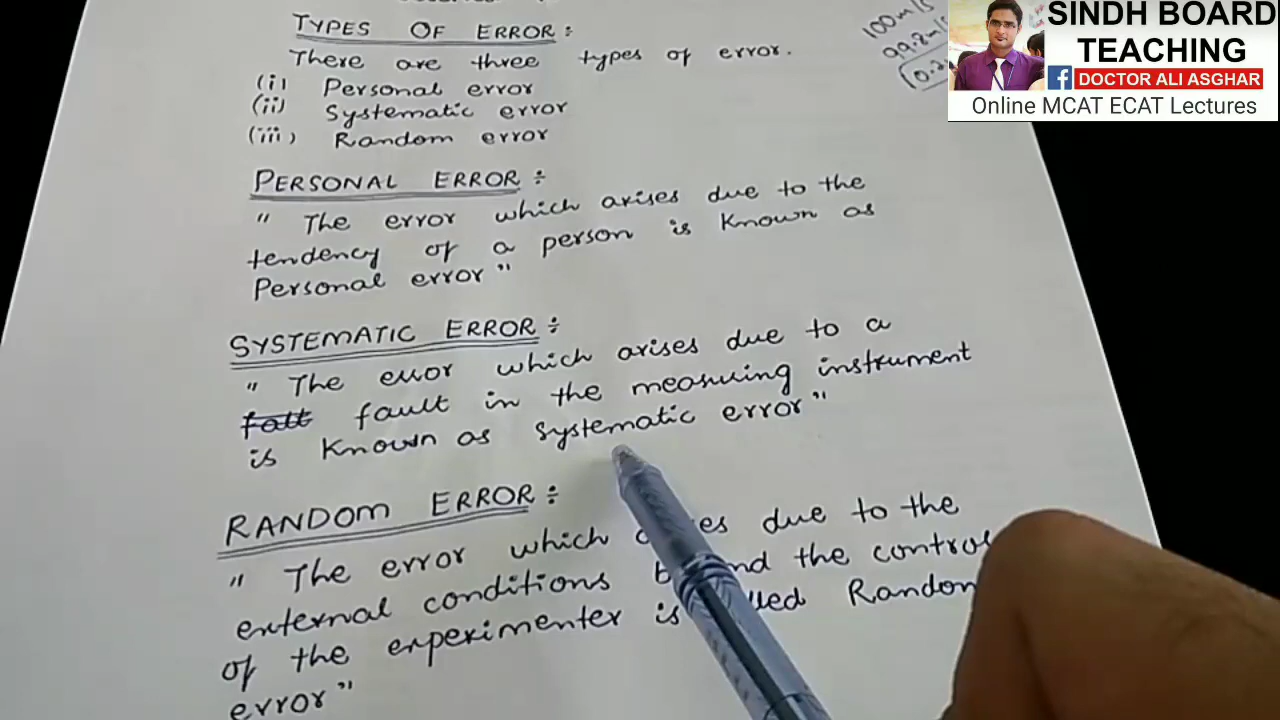 TYPES OF ERROR :
There are three types of error.
(i) Personal error
(ii) Systematic error
(iii) Random error
PERSONAL ERROR ÷
" The error which arises due to the
tendency of a person is known as
Personal error"
SYSTEMATIC ERROR ÷
" The error which arises due to a
fault in the measuring instrument
is known as systematic error"
RANDOM ERROR ÷
" The error which due to the
external conditions the control
of the experimenter is Random
error"
100m/s
99.8m/s
SINDH BOARD
TEACHING
f DOCTOR ALI ASGHAR
Online MCAT ECAT Lectures